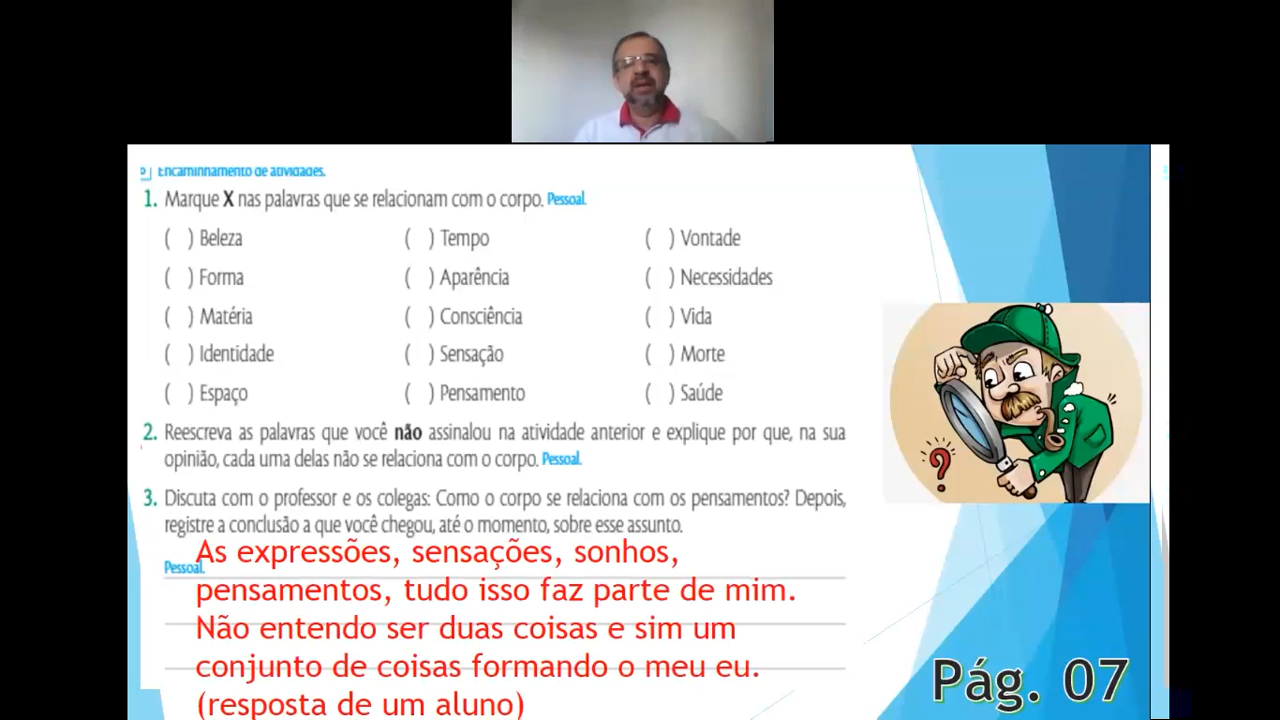 Encaminhamento de atividades.
1. Marque X nas palavras que se relacionam com o corpo. Pessoal.
( ) Beleza ( ) Tempo ( ) Vontade
( ) Forma ( ) Aparência ( ) Necessidades
( ) Matéria ( ) Consciência ( ) Vida
( ) Identidade ( ) Sensação ( ) Morte
( ) Espaço ( ) Pensamento ( ) Saúde
2. Reescreva as palavras que você não assinalou na atividade anterior e explique por que, na sua
opinião, cada uma delas não se relaciona com o corpo. Pessoal.
3. Discuta com o professor e os colegas: Como o corpo se relaciona com os pensamentos? Depois,
registre a conclusão a que você chegou, até o momento, sobre esse assunto.
Pessoal.
As expressões, sensações, sonhos,
pensamentos, tudo isso faz parte de mim.
Não entendo ser duas coisas e sim um
conjunto de coisas formando o meu eu.
(resposta de um aluno)
?
Pág. 07